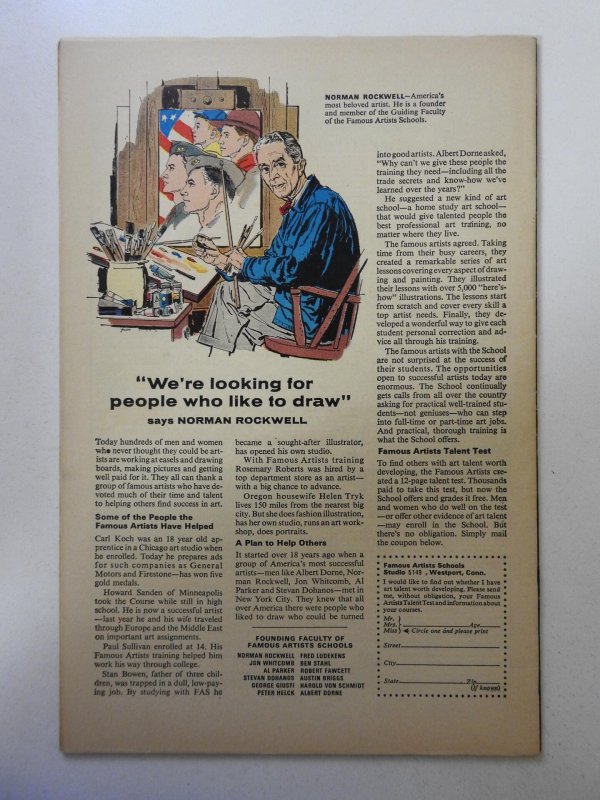 NORMAN ROCKWELL—America's
most beloved artist. He is a founder
and member of the Guiding Faculty
of the Famous Artists Schools.
"We're looking for
people who like to draw"
says NORMAN ROCKWELL
Today hundreds of men and women
who never thought they could be art-
ists are working at easels and drawing
boards, making pictures and getting
well paid for it. They all can thank a
group of famous artists who have de-
voted much of their time and talent
to helping others find success in art.
Some of the People the
Famous Artists Have Helped
Carl Koch was an 18 year old ap-
prentice in a Chicago art studio when
he enrolled. Today he prepares ads
for such companies as General
Motors and Firestone—has won five
gold medals.
Howard Sanden of Minneapolis
took the Course while still in high
school. He is now a successful artist
—last year he and his wife traveled
through Europe and the Middle East
on important art assignments.
Paul Sullivan enrolled at 14. His
Famous Artists training helped him
work his way through college.
Stan Bowen, father of three chil-
dren, was trapped in a dull, low-pay-
ing job. By studying with FAS he
became a sought-after illustrator,
has opened his own studio.
With Famous Artists training
Rosemary Roberts was hired by a
top department store as an artist—
with a big chance to advance.
Oregon housewife Helen Tryk
lives 150 miles from the nearest big
city. But she does fashion illustration,
has her own studio, runs an art work-
shop, does portraits.
A Plan to Help Others
It started over 18 years ago when a
group of America's most successful
artists—men like Albert Dorne, Nor-
man Rockwell, Jon Whitcomb, Al
Parker and Stevan Dohanos—met in
New York City. They knew that all
over America there were people who
liked to draw who could be turned
FOUNDING FACULTY OF
FAMOUS ARTISTS SCHOOLS
NORMAN ROCKWELL FRED LUDEKENS
JON WHITCOMB BEN STAHL
AL PARKER ROBERT FAWCETT
STEVAN DOHANOS AUSTIN BRIGGS
GEORGE GIUSTI HAROLD VON SCHMIDT
PETER HELCK ALBERT DORNE
into good artists. Albert Dorne asked,
"Why can't we give these people the
training they need—including all the
trade secrets and know-how we've
learned over the years?"
He suggested a new kind of art
school—a home study art school—
that would give talented people the
best professional art training, no
matter where they live.
The famous artists agreed. Taking
time from their busy careers, they
created a remarkable series of art
lessons covering every aspect of draw-
ing and painting. They illustrated
their lessons with over 5,000 "here's-
how" illustrations. The lessons start
from scratch and cover every skill a
top artist needs. Finally, they de-
veloped a wonderful way to give each
student personal correction and ad-
vice all through his training.
The famous artists with the School
are not surprised at the success of
their students. The opportunities
open to successful artists today are
enormous. The School continually
gets calls from all over the country
asking for practical well-trained stu-
dents—not geniuses—who can step
into full-time or part-time art jobs.
And practical, thorough training is
what the School offers.
Famous Artists Talent Test
To find others with art talent worth
developing, the Famous Artists cre-
ated a 12-page talent test. Thousands
paid to take this test, but now the
School offers and grades it free. Men
and women who do well on the test
—or offer other evidence of art talent
—may enroll in the School. But
there's no obligation. Simply mail
the coupon below.
Famous Artists Schools
Studio 5148 , Westport, Conn.
I would like to find out whether I have
art talent worth developing. Please send
me, without obligation, your Famous
Artists Talent Test and information about
your courses.
Mr. }
Mrs. } Age
Miss } Circle one and please print
Street
City
State Zip
(if known)